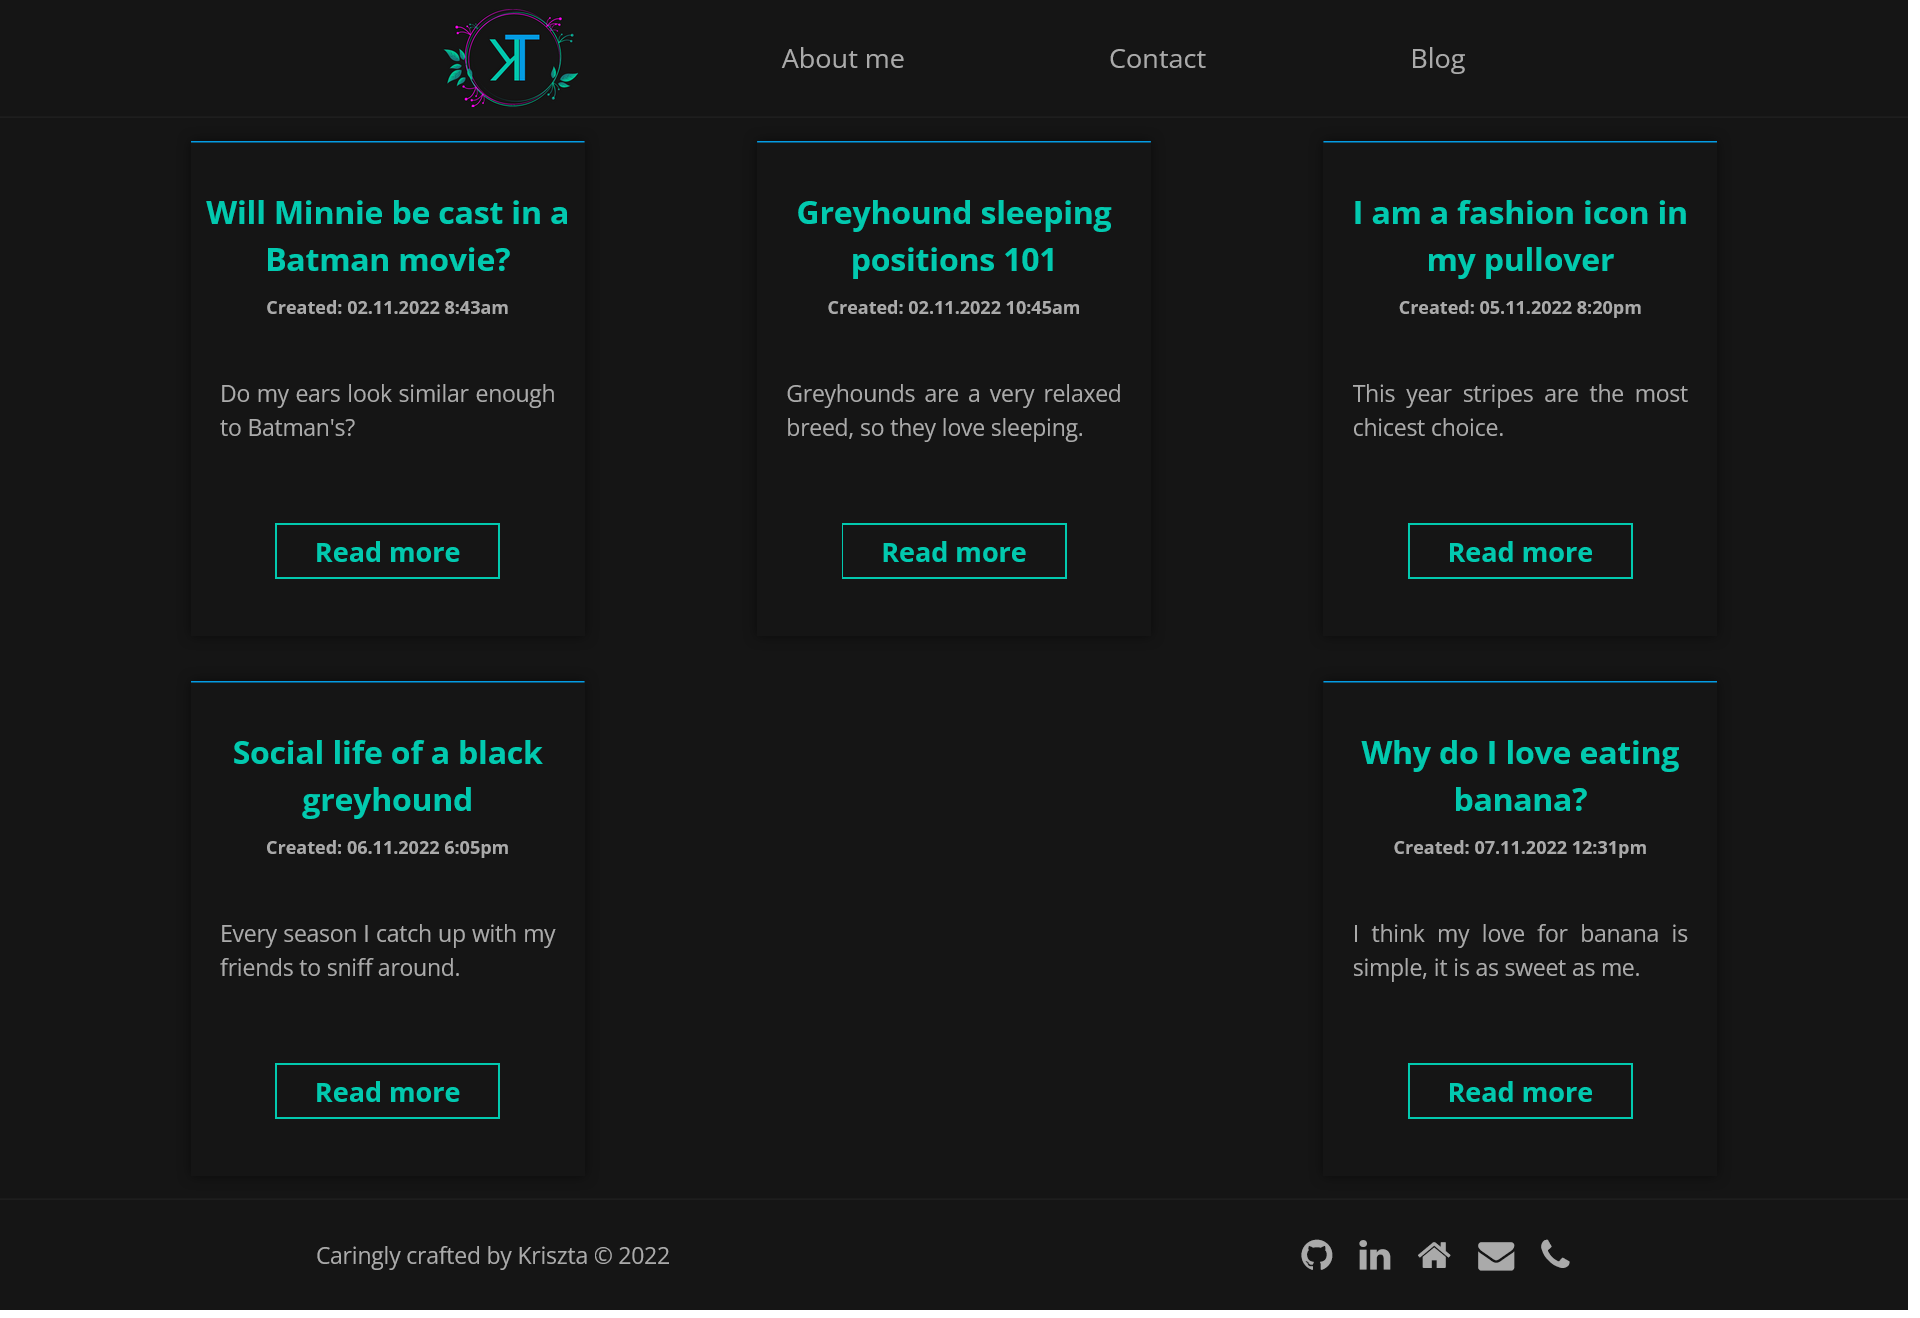 KT
About me
Contact
Blog
Will Minnie be cast in a
Batman movie?
Created: 02.11.2022 8:43am
Do my ears look similar enough
to Batman's?
Read more
Greyhound sleeping
positions 101
Created: 02.11.2022 10:45am
Greyhounds are a very relaxed
breed, so they love sleeping.
Read more
I am a fashion icon in
my pullover
Created: 05.11.2022 8:20pm
This year stripes are the most
chicest choice.
Read more
Social life of a black
greyhound
Created: 06.11.2022 6:05pm
Every season I catch up with my
friends to sniff around.
Read more
Why do I love eating
banana?
Created: 07.11.2022 12:31pm
I think my love for banana is
simple, it is as sweet as me.
Read more
Caringly crafted by Kriszta © 2022